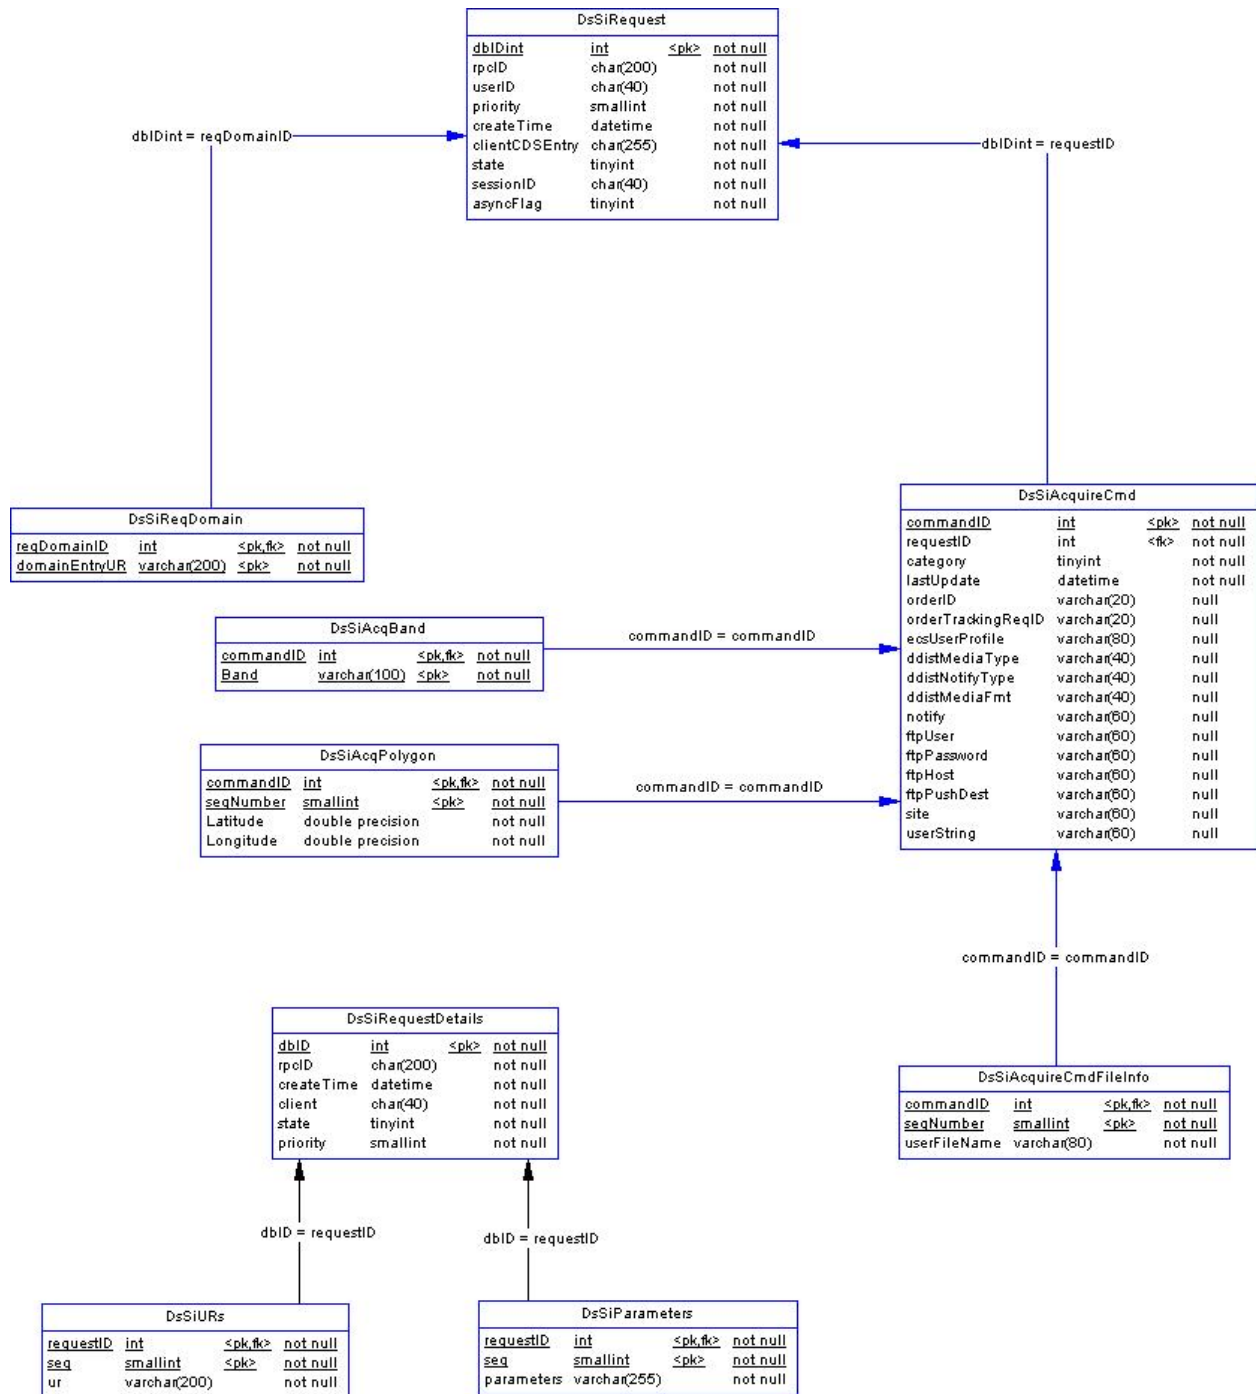 DsSiRequest
dbIDint int <pk> not null
rpcID char(200) not null
userID char(40) not null
priority smallint not null
createTime datetime not null
clientCDSEntry char(255) not null
state tinyint not null
sessionID char(40) not null
asyncFlag tinyint not null
dbIDint = reqDomainID
dbIDint = requestID
DsSiReqDomain
reqDomainID int <pk,fk> not null
domainEntryUR varchar(200) <pk> not null
DsSiAcquireCmd
commandID int <pk> not null
requestID int <fk> not null
category tinyint not null
lastUpdate datetime not null
orderID varchar(20) null
orderTrackingReqID varchar(20) null
ecsUserProfile varchar(80) null
ddistMediaType varchar(40) null
ddistNotifyType varchar(40) null
ddistMediaFmt varchar(40) null
notify varchar(60) null
ftpUser varchar(60) null
ftpPassword varchar(60) null
ftpHost varchar(60) null
ftpPushDest varchar(60) null
site varchar(60) null
userString varchar(60) null
DsSiAcqBand
commandID int <pk,fk> not null
Band varchar(100) <pk> not null
commandID = commandID
DsSiAcqPolygon
commandID int <pk,fk> not null
seqNumber smallint <pk> not null
Latitude double precision not null
Longitude double precision not null
commandID = commandID
commandID = commandID
DsSiRequestDetails
dbID int <pk> not null
rpcID char(200) not null
createTime datetime not null
client char(40) not null
state tinyint not null
priority smallint not null
DsSiAcquireCmdFileInfo
commandID int <pk,fk> not null
seqNumber smallint <pk> not null
userFileName varchar(80) not null
dbID = requestID
dbID = requestID
DsSiURs
requestID int <pk,fk> not null
seq smallint <pk> not null
ur varchar(200) not null
DsSiParameters
requestID int <pk,fk> not null
seq smallint <pk> not null
parameters varchar(255) not null